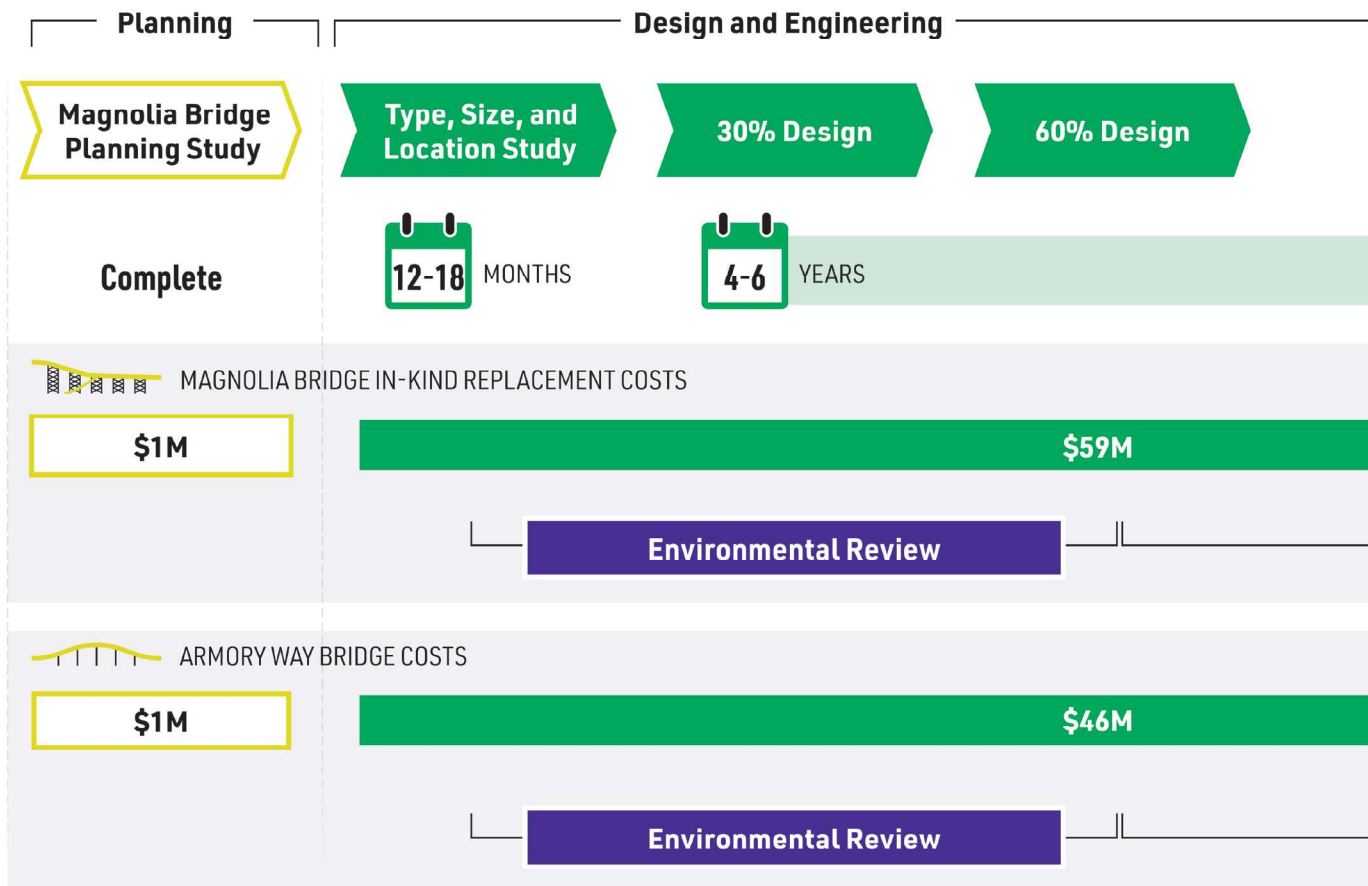 Planning
Design and Engineering
Magnolia Bridge
Planning Study
Type, Size, and
Location Study
30% Design
60% Design
Complete
12-18 MONTHS
4-6 YEARS
MAGNOLIA BRIDGE IN-KIND REPLACEMENT COSTS
$1M
$59M
Environmental Review
ARMORY WAY BRIDGE COSTS
$1M
$46M
Environmental Review